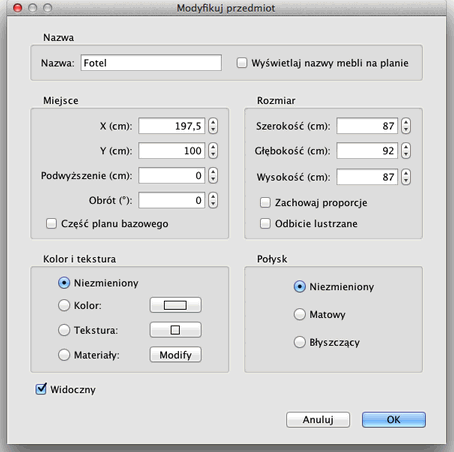 Modyfikuj przedmiot
Nazwa
Nazwa: Fotel Wyświetlaj nazwy mebli na planie
Miejsce
X (cm): 197,5
Y (cm): 100
Podwyższenie (cm): 0
Obrót (°): 0
Część planu bazowego
Rozmiar
Szerokość (cm): 87
Głębokość (cm): 92
Wysokość (cm): 87
Zachowaj proporcje
Odbicie lustrzane
Kolor i tekstura
Niezmieniony
Kolor:
Tekstura:
Materiały: Modify
Połysk
Niezmieniony
Matowy
Błyszczący
Widoczny
Anuluj OK